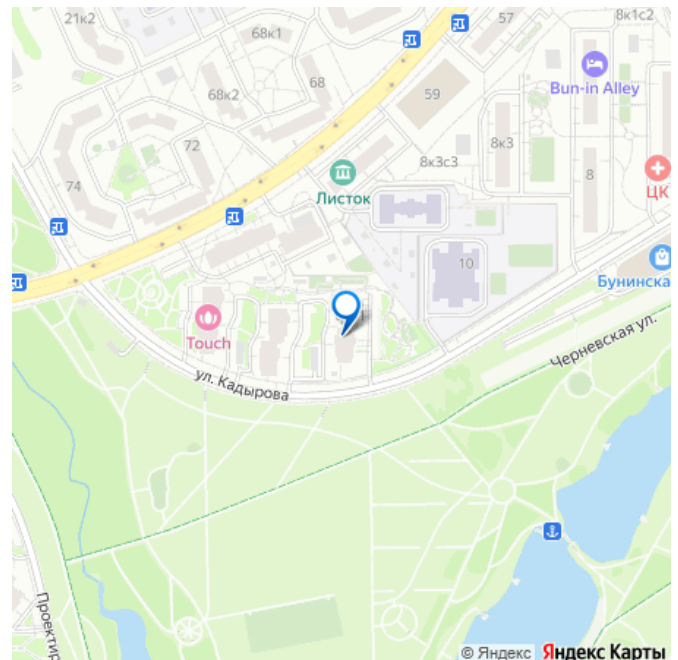 21к2
68к1
57
8к1с2
68к2
68
59
Bun-in Alley
72
8к3
74
8к3с3
Листок
8
ЦК
10
Бунинска
Touch
Черневская ул.
ул. Кадырова
Проектир
© Яндекс Яндекс Карты